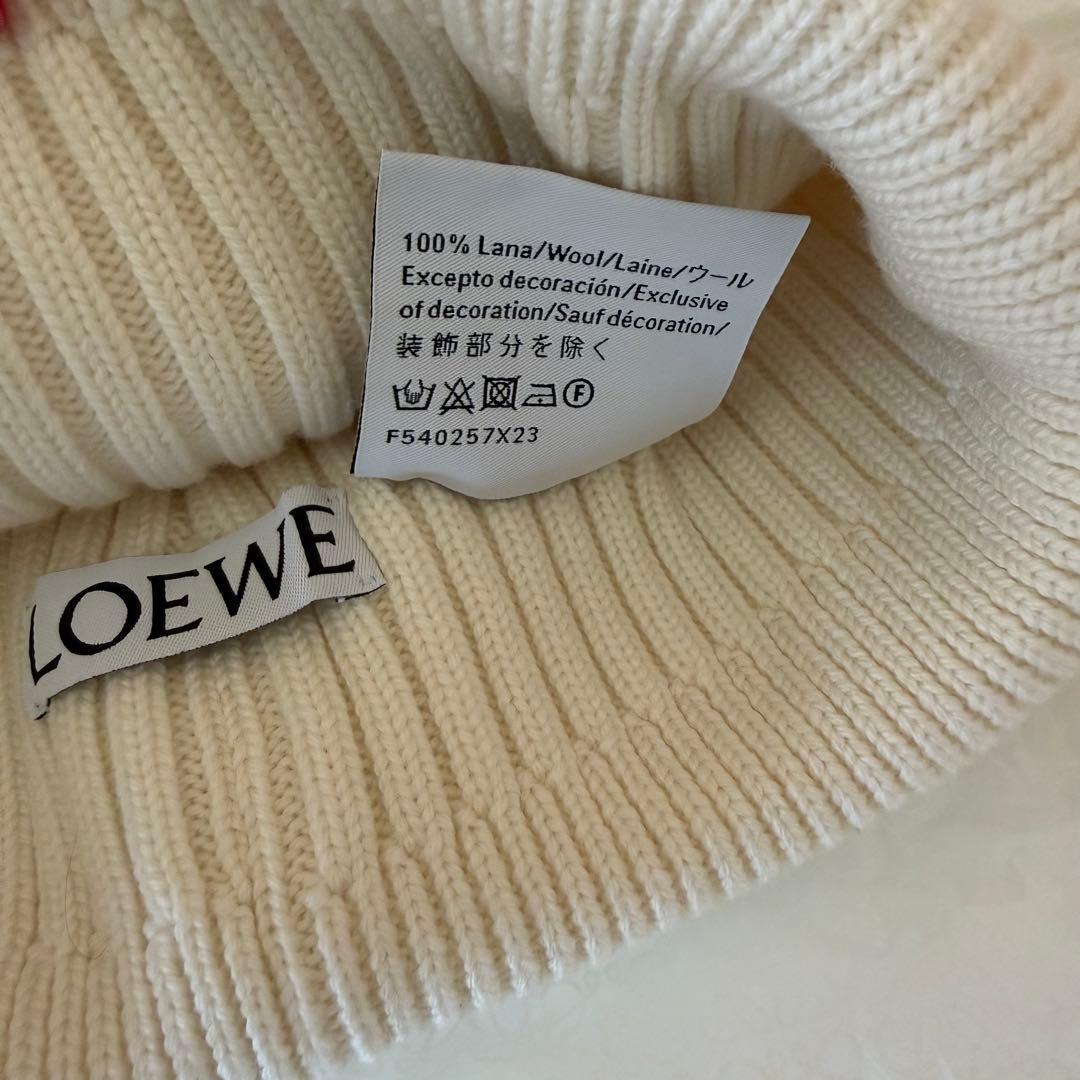 100% Lana/Wool/Laine/ウール
Excepto decoración/Exclusive
of decoration/Sauf décoration/
装飾部分を除く
F
F540257X23
LOEWE